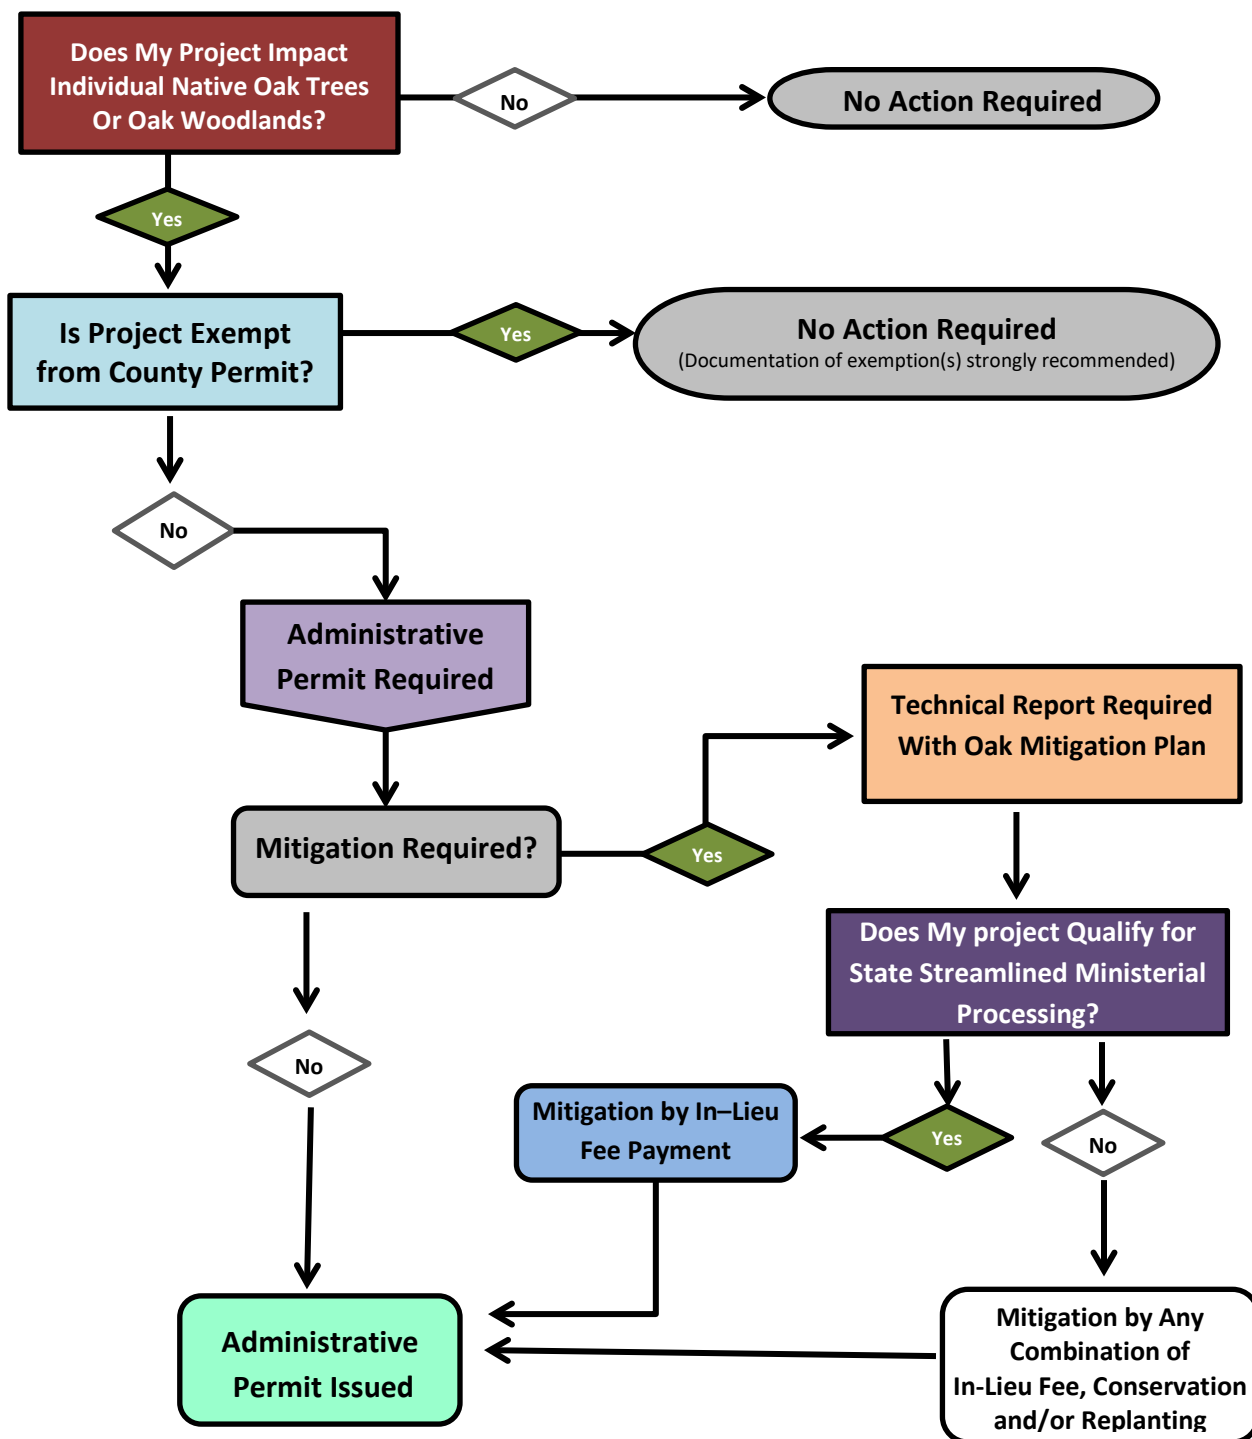 Does My Project Impact
Individual Native Oak Trees
Or Oak Woodlands?
No
No Action Required
Yes
Is Project Exempt
from County Permit?
Yes
No Action Required
(Documentation of exemption(s) strongly recommended)
No
Administrative
Permit Required
Technical Report Required
With Oak Mitigation Plan
Mitigation Required?
Yes
Does My project Qualify for
State Streamlined Ministerial
Processing?
No
Mitigation by In–Lieu
Fee Payment
Yes
No
Administrative
Permit Issued
Mitigation by Any
Combination of
In-Lieu Fee, Conservation
and/or Replanting